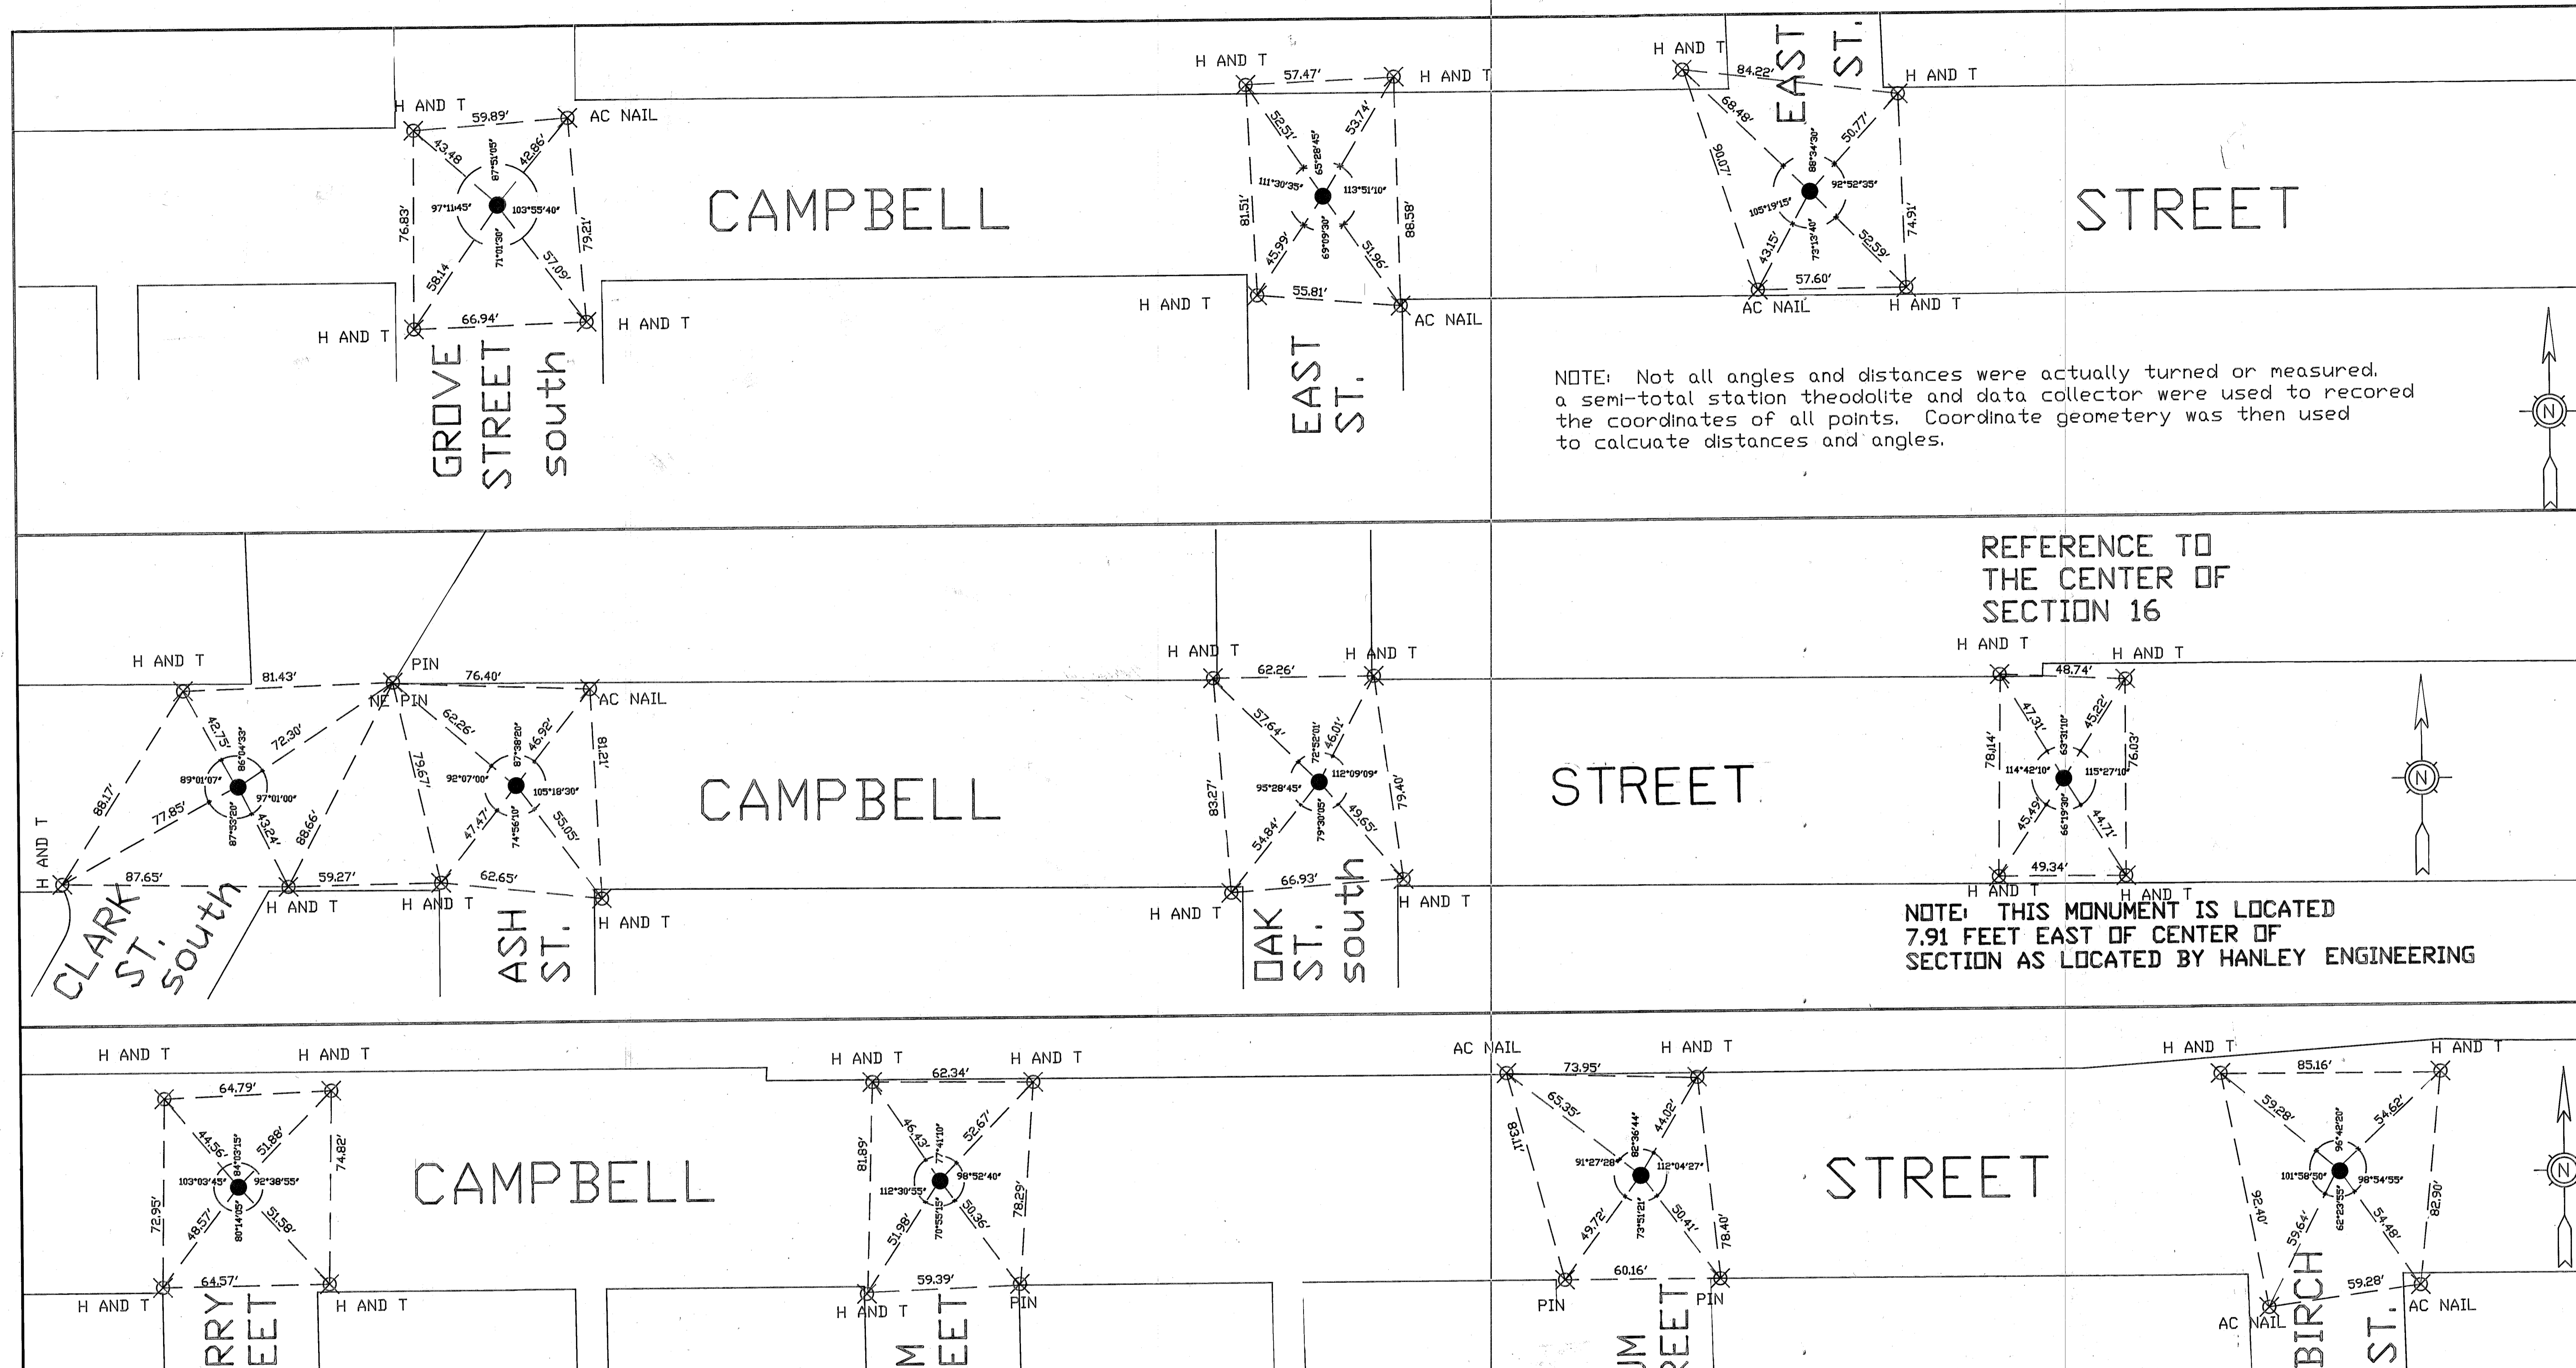 H AND T
59.89'
AC NAIL
43.48
87°51'05"
42.86'
97°11'45"
103°55'40"
76.83'
79.21'
71°01'30"
58.14
57.09'
66.94'
H AND T
H AND T
GROVE
STREET
south
CAMPBELL
H AND T
57.47'
H AND T
52.51'
65°28'45"
53.74'
111°30'35"
113°51'10"
81.51'
88.58'
45.99'
69°09'30"
51.96'
55.81'
H AND T
AC NAIL
EAST
ST.
EAST
ST.
H AND T
84.22'
H AND T
68.48'
88°34'30"
50.77'
90.07'
92°52'35"
105°19'15"
74.91'
43.15'
73°13'40"
52.59'
57.60'
AC NAIL
H AND T
STREET
NOTE: Not all angles and distances were actually turned or measured,
a semi-total station theodolite and data collector were used to recored
the coordinates of all points. Coordinate geometery was then used
to calcuate distances and angles.
N
REFERENCE TO
THE CENTER OF
SECTION 16
H AND T
81.43'
PIN
NE PIN
76.40'
AC NAIL
42.75'
86°04'33"
72.30'
89°01'07"
97°01'00"
88.17'
77.85'
87°53'20"
43.24'
88.66'
H AND T
87.65'
59.27'
62.65'
H AND T
H AND T
H AND T
62.26'
87°38'20"
46.92'
79.67'
92°07'00"
105°18'30"
81.21'
47.47'
74°56'10"
55.05'
CLARK
ST.
south
ASH
ST.
CAMPBELL
H AND T
62.26'
H AND T
57.64'
72°52'01"
46.01'
95°28'45"
112°09'09"
83.27'
79.40'
54.84'
79°30'05"
49.65'
66.93'
H AND T
H AND T
OAK
ST.
south
STREET
H AND T
48.74'
H AND T
47.31'
63°31'10"
45.22'
78.14'
76.03'
114°42'10"
115°27'10"
45.49'
66°19'30"
44.71'
49.34'
H AND T
H AND T
NOTE: THIS MONUMENT IS LOCATED
7.91 FEET EAST OF CENTER OF
SECTION AS LOCATED BY HANLEY ENGINEERING
N
H AND T
H AND T
64.79'
44.56'
84°03'15"
51.88'
103°03'45"
92°38'55"
72.95'
74.82'
48.57'
80°14'05"
51.58'
64.57'
H AND T
H AND T
RRY
EET
CAMPBELL
H AND T
H AND T
62.34'
46.43'
77°41'10"
52.67'
112°30'55"
98°52'40"
81.89'
78.29'
51.98'
70°55'15"
50.36'
59.39'
H AND T
PIN
M
EET
AC NAIL
H AND T
73.95'
65.35'
82°36'44"
44.02'
83.11'
91°27'28"
112°04'27"
49.72'
73°51'21"
50.41'
78.40'
60.16'
PIN
PIN
UM
REET
STREET
H AND T
H AND T
85.16'
59.28'
96°42'20"
54.62'
101°58'50"
98°54'55"
92.40'
82.90'
59.64'
62°23'55"
54.48'
59.28'
AC NAIL
AC NAIL
BIRCH
ST.
N